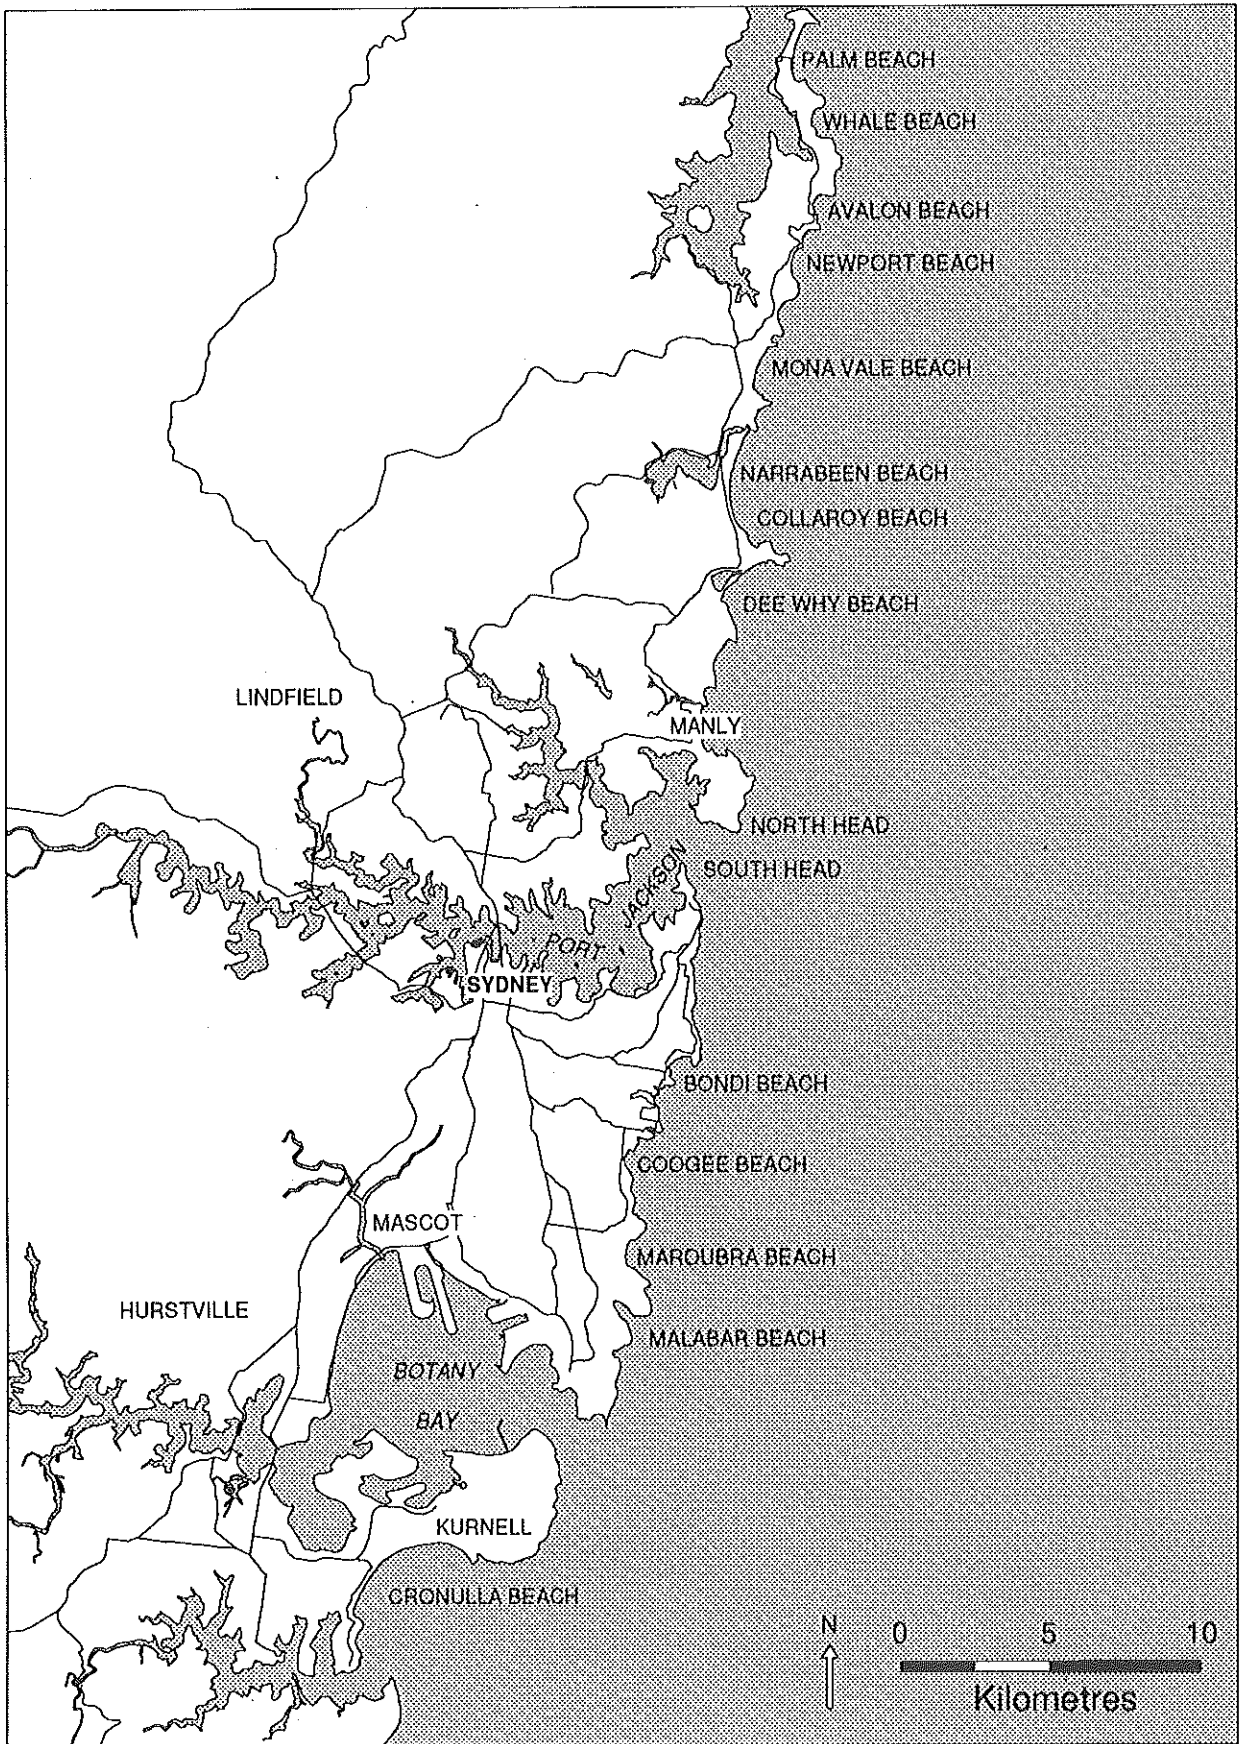 PALM BEACH
WHALE BEACH
AVALON BEACH
NEWPORT BEACH
MONA VALE BEACH
NARRABEEN BEACH
COLLAROY BEACH
DEE WHY BEACH
LINDFIELD
MANLY
NORTH HEAD
SOUTH HEAD
PORT JACKSON
SYDNEY
BONDI BEACH
COOGEE BEACH
MASCOT
MAROUBRA BEACH
HURSTVILLE
MALABAR BEACH
BOTANY
BAY
KURNELL
CRONULLA BEACH
N
0 5 10
Kilometres